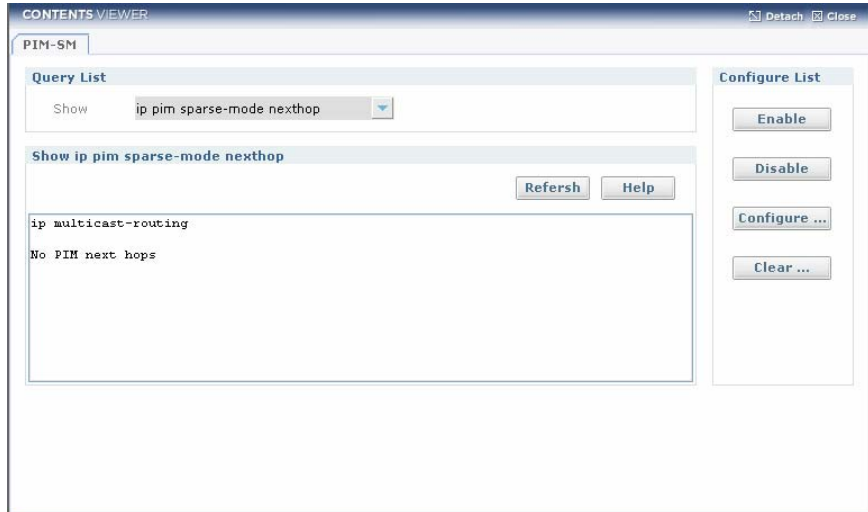 CONTENTS VIEWER
Detach Close
PIM-SM
Query List
Show ip pim sparse-mode nexthop
Show ip pim sparse-mode nexthop
Refersh Help
ip multicast-routing
No PIM next hops
Configure List
Enable
Disable
Configure ...
Clear ...